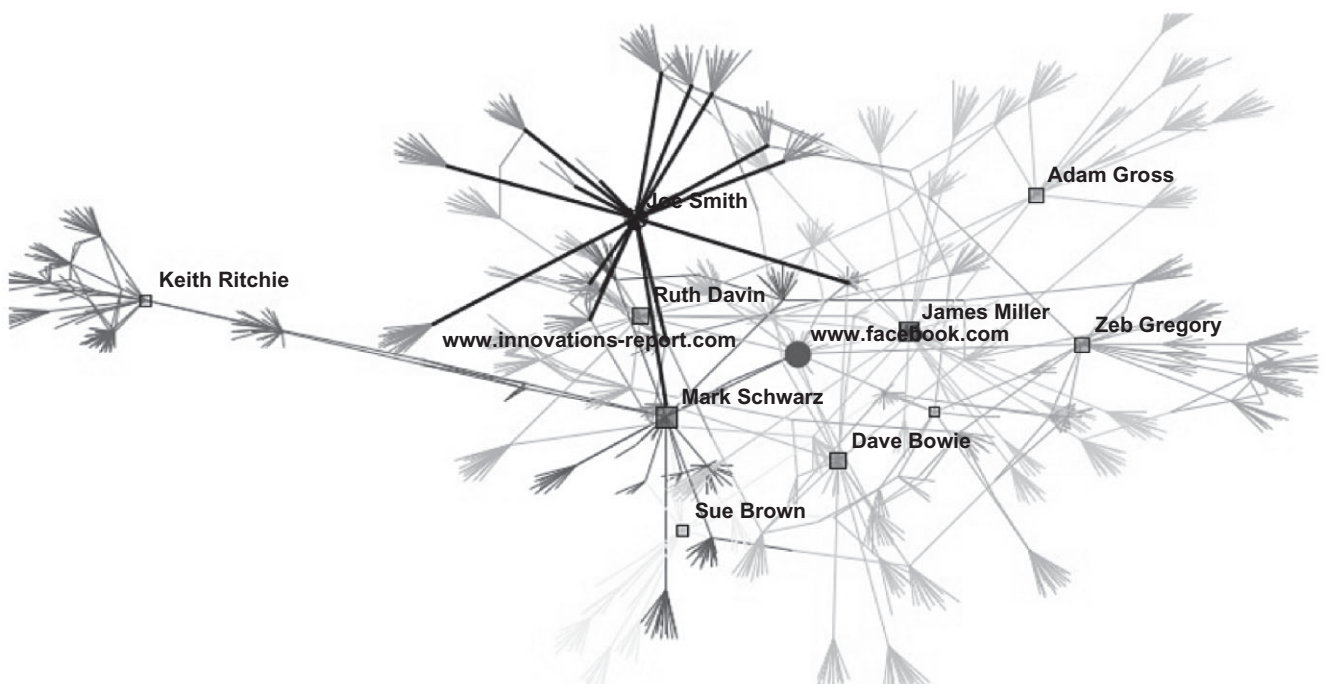 Adam Gross
Joe Smith
Keith Ritchie
Ruth Davin
James Miller
Zeb Gregory
www.innovations-report.com
www.facebook.com
Mark Schwarz
Dave Bowie
Sue Brown